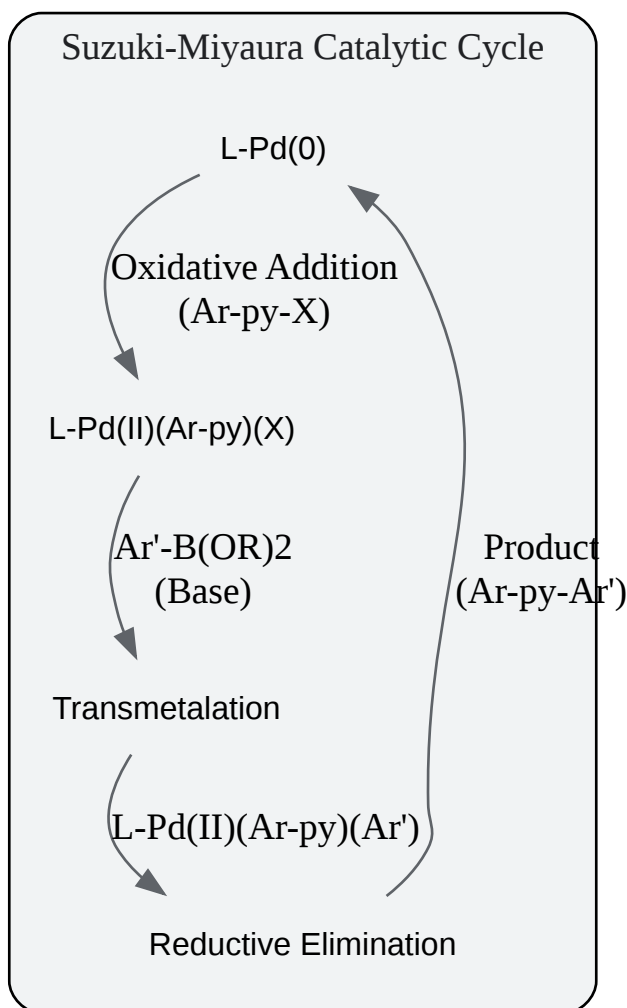 Suzuki-Miyaura Catalytic Cycle
L-Pd(0)
Oxidative Addition
(Ar-py-X)
L-Pd(II)(Ar-py)(X)
Ar'-B(OR)2
(Base)
Product
(Ar-py-Ar')
Transmetalation
L-Pd(II)(Ar-py)(Ar')
Reductive Elimination